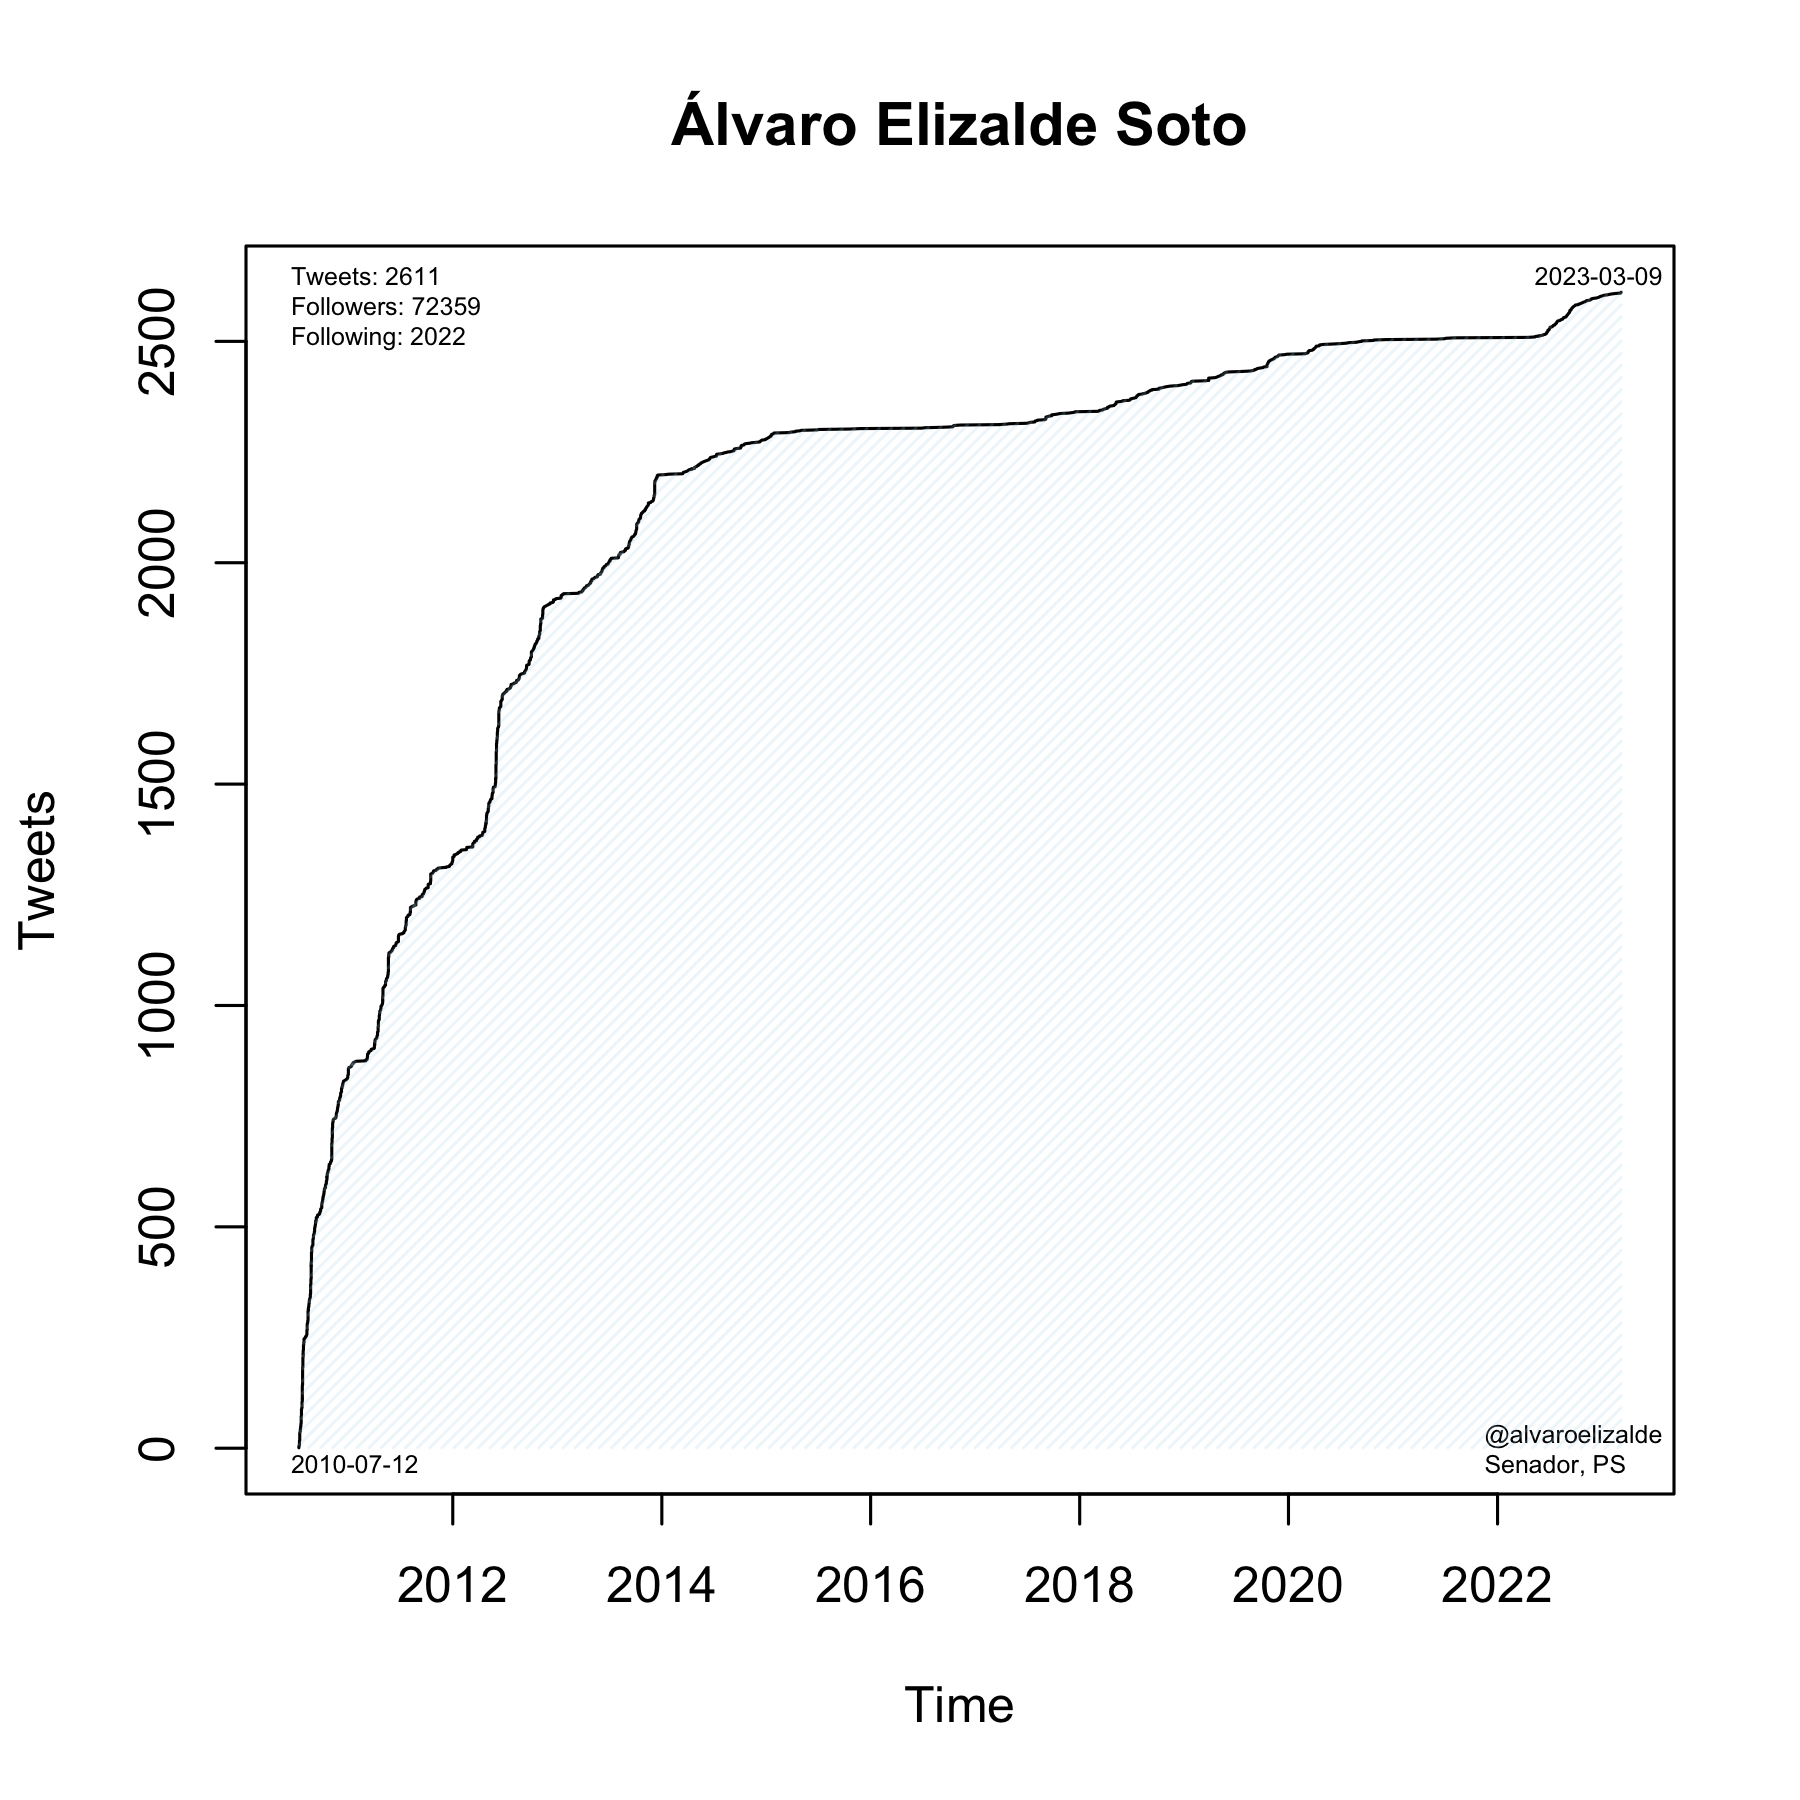 Álvaro Elizalde Soto
Tweets: 2611
Followers: 72359
Following: 2022
2023-03-09
2500
2000
1500
1000
500
0
Tweets
@alvaroelizalde
Senador, PS
2010-07-12
2012
2014
2016
2018
2020
2022
Time